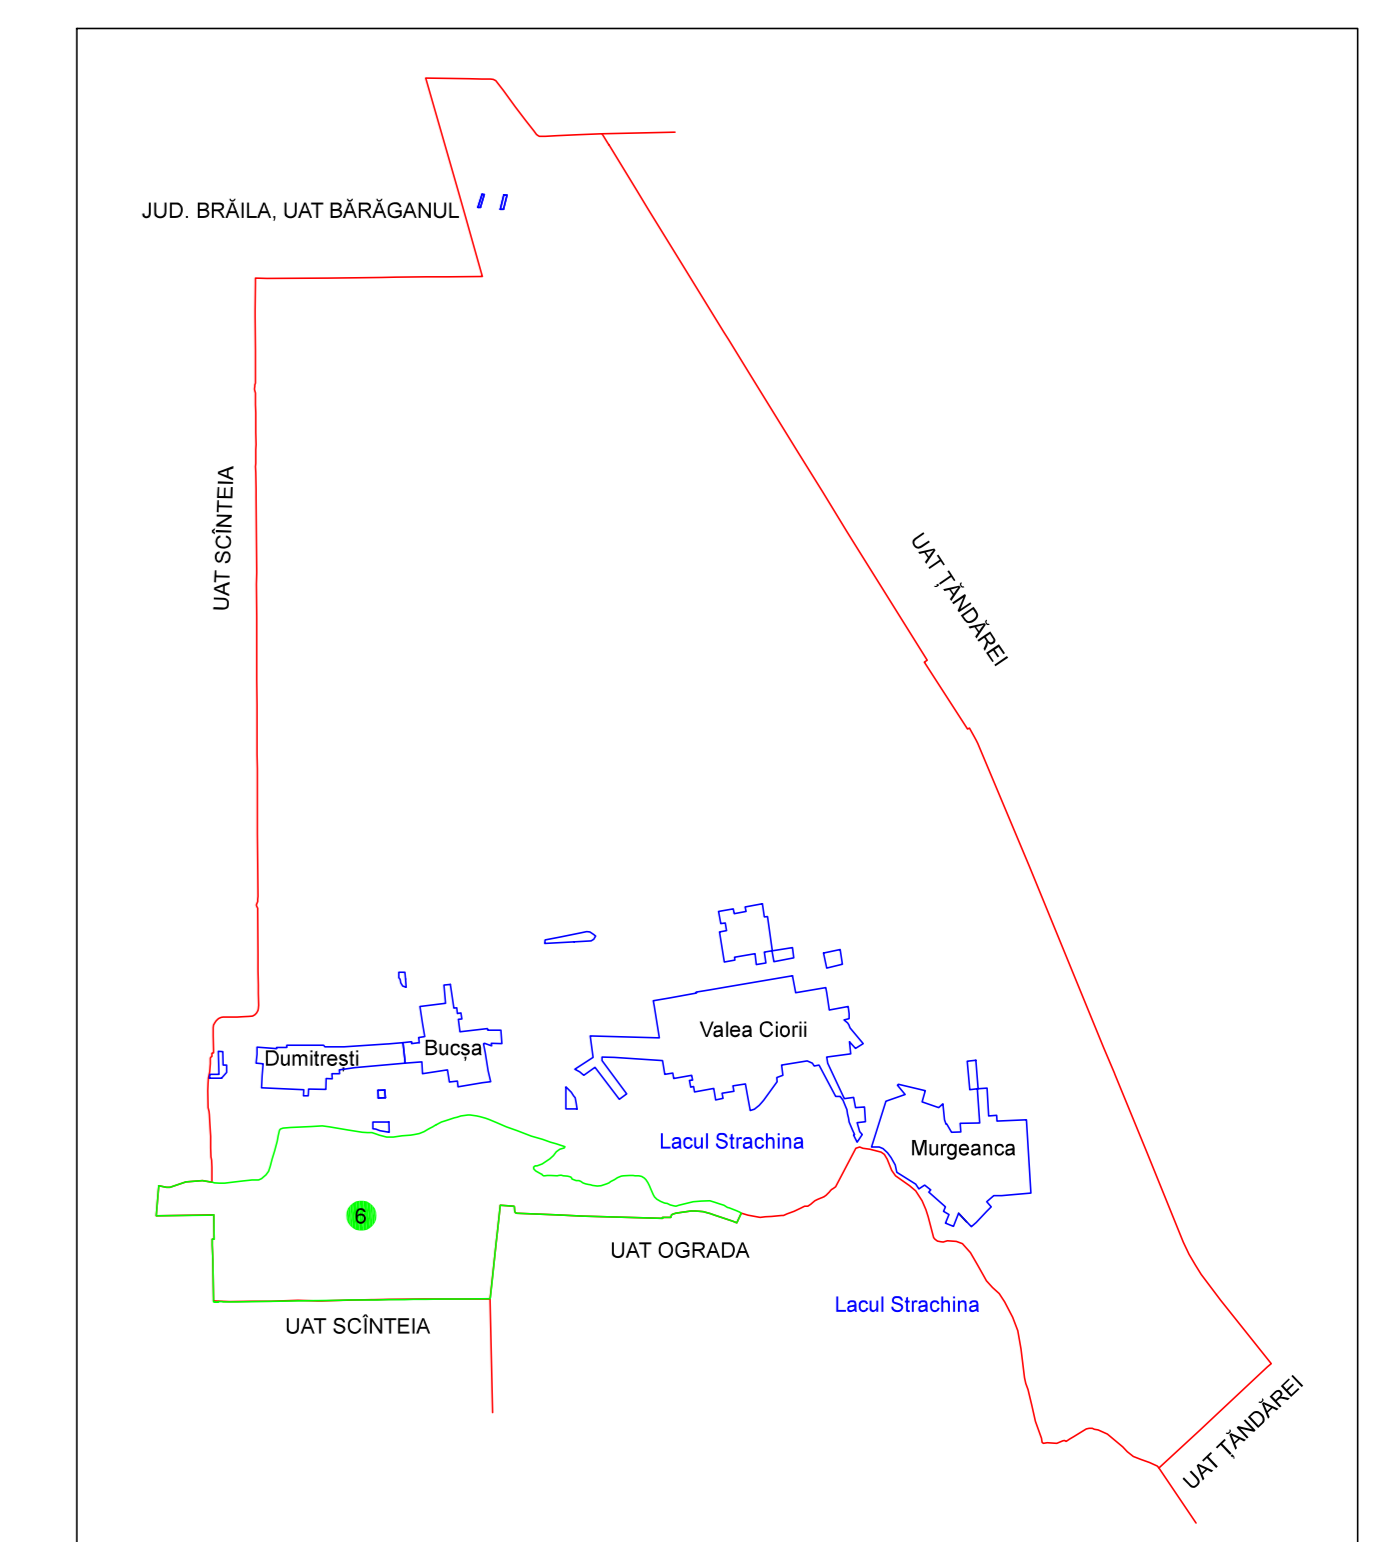 JUD. BRĂILA, UAT BĂRĂGANUL
UAT SCÎNTEIA
UAT ȚĂNDĂREI
Valea Ciorii
Bucșa
Dumitrești
Lacul Strachina
Murgeanca
6
UAT OGRADA
Lacul Strachina
UAT SCÎNTEIA
UAT ȚĂNDĂREI